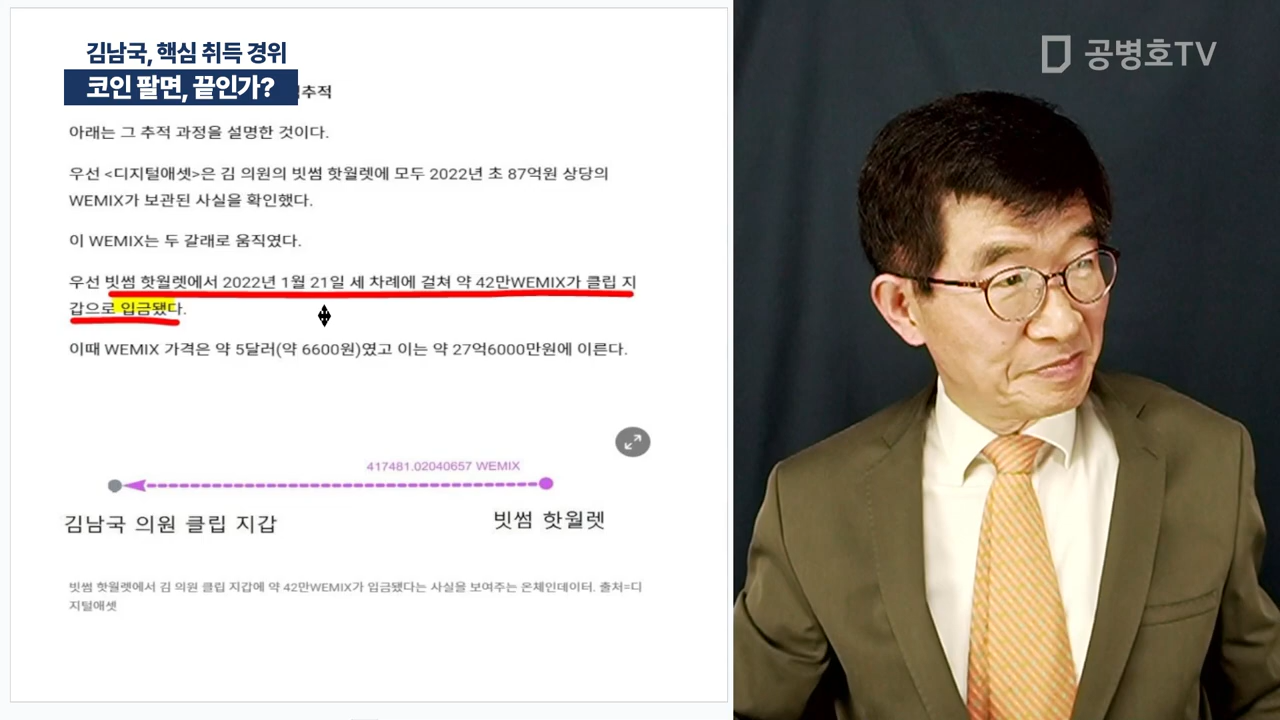 김남국, 핵심 취득 경위
코인 팔면, 끝인가?
추적
아래는 그 추적 과정을 설명한 것이다.
우선 <디지털애셋>은 김 의원의 빗썸 핫월렛에 모두 2022년 초 87억원 상당의
WEMIX가 보관된 사실을 확인했다.
이 WEMIX는 두 갈래로 움직였다.
우선 빗썸 핫월렛에서 2022년 1월 21일 세 차례에 걸쳐 약 42만WEMIX가 클립 지
갑으로 입금됐다.
이때 WEMIX 가격은 약 5달러(약 6600원)였고 이는 약 27억6000만원에 이른다.
417481.02040657 WEMIX
김남국 의원 클립 지갑
빗썸 핫월렛
빗썸 핫월렛에서 김 의원 클립 지갑에 약 42만WEMIX가 입금됐다는 사실을 보여주는 온체인데이터. 출처=디
지털애셋
공병호TV